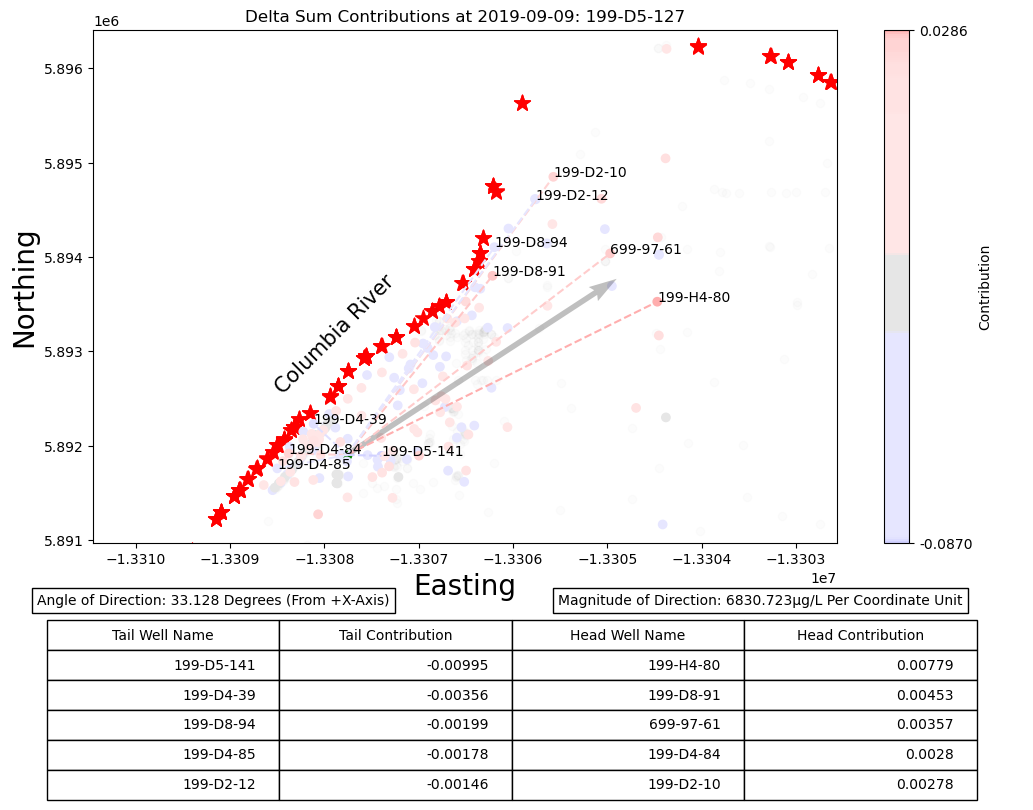 Delta Sum Contributions at 2019-09-09: 199-D5-127
1e6
5.896
5.895
5.894
5.893
5.892
5.891
Northing
Columbia River
199-D2-10
199-D2-12
199-D8-94
699-97-61
199-D8-91
199-H4-80
199-D4-39
199-D4-84
199-D5-141
199-D4-85
0.0286
Contribution
-0.0870
−1.3310 −1.3309 −1.3308 −1.3307 −1.3306 −1.3305 −1.3304 −1.3303
1e7
Easting
Angle of Direction: 33.128 Degrees (From +X-Axis) Magnitude of Direction: 6830.723µg/L Per Coordinate Unit
Tail Well Name Tail Contribution Head Well Name Head Contribution
199-D5-141 -0.00995 199-H4-80 0.00779
199-D4-39 -0.00356 199-D8-91 0.00453
199-D8-94 -0.00199 699-97-61 0.00357
199-D4-85 -0.00178 199-D4-84 0.0028
199-D2-12 -0.00146 199-D2-10 0.00278